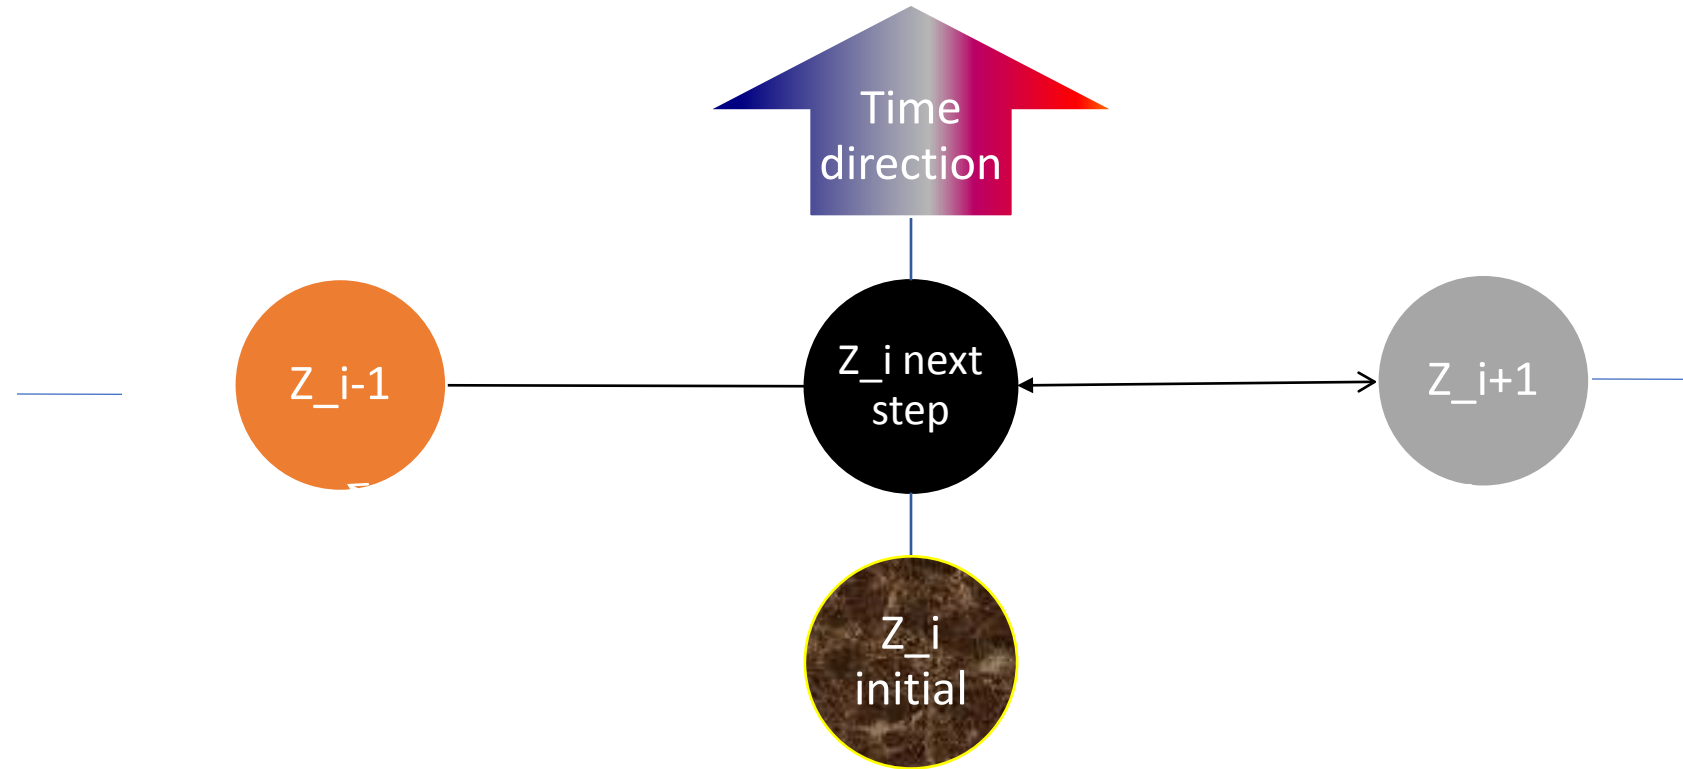 Time
direction
Z_i-1
Z_i next
step
Z_i+1
Z_i
initial